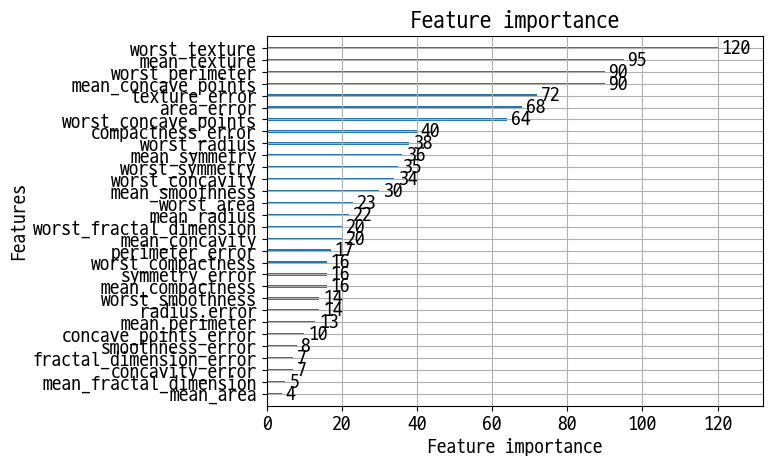 Feature importance
worst_texture 120
mean_texture 95
worst_perimeter 90
mean_concave_points 90
texture_error 72
area_error 68
worst_concave_points 64
compactness_error 40
worst_radius 38
mean_symmetry 36
worst_symmetry 35
worst_concavity 34
mean_smoothness 30
worst_area 23
mean_radius 22
worst_fractal_dimension 20
mean_concavity 20
perimeter_error 17
worst_compactness 16
symmetry_error 16
mean_compactness 16
worst_smoothness 14
radius_error 14
mean_perimeter 13
concave_points_error 10
smoothness_error 8
fractal_dimension_error 7
concavity_error 7
mean_fractal_dimension 5
mean_area 4
Features
0 20 40 60 80 100 120
Feature importance